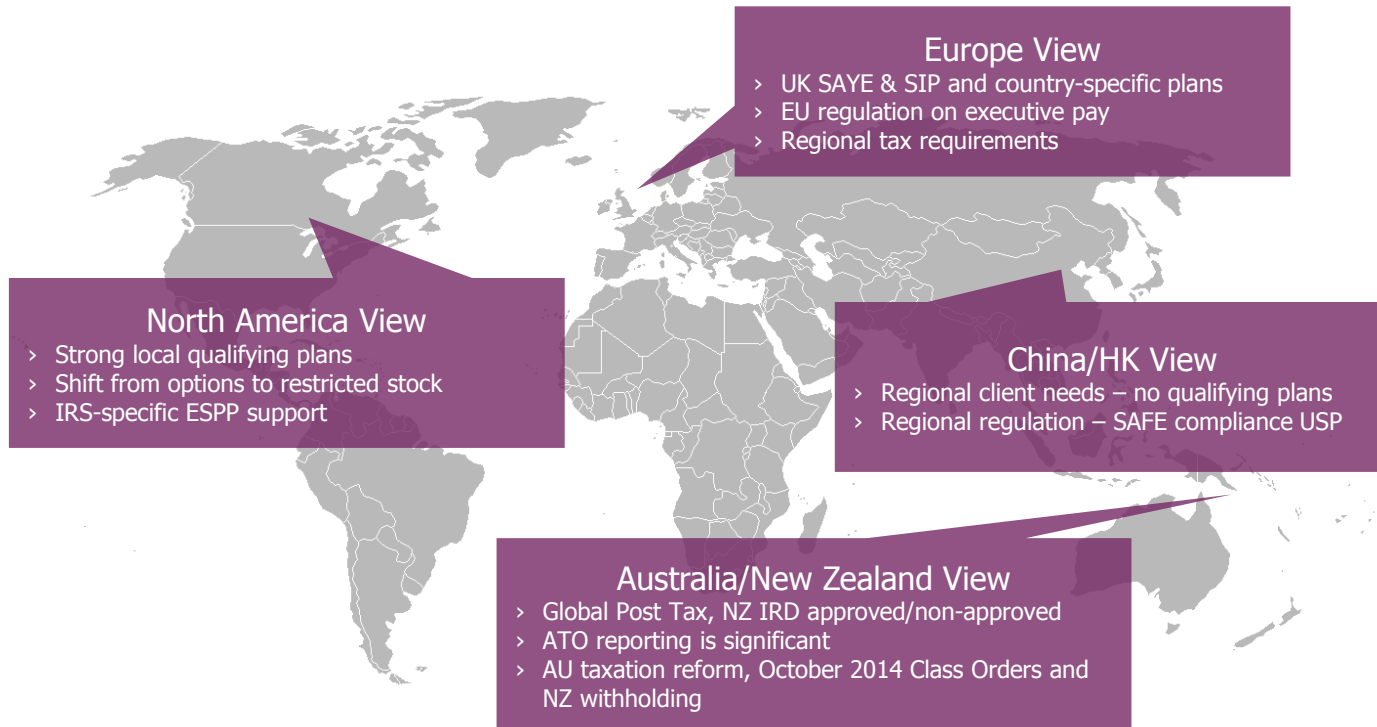 Europe View
› UK SAYE & SIP and country-specific plans
› EU regulation on executive pay
› Regional tax requirements
North America View
› Strong local qualifying plans
› Shift from options to restricted stock
› IRS-specific ESPP support
China/HK View
› Regional client needs – no qualifying plans
› Regional regulation – SAFE compliance USP
Australia/New Zealand View
› Global Post Tax, NZ IRD approved/non-approved
› ATO reporting is significant
› AU taxation reform, October 2014 Class Orders and
NZ withholding